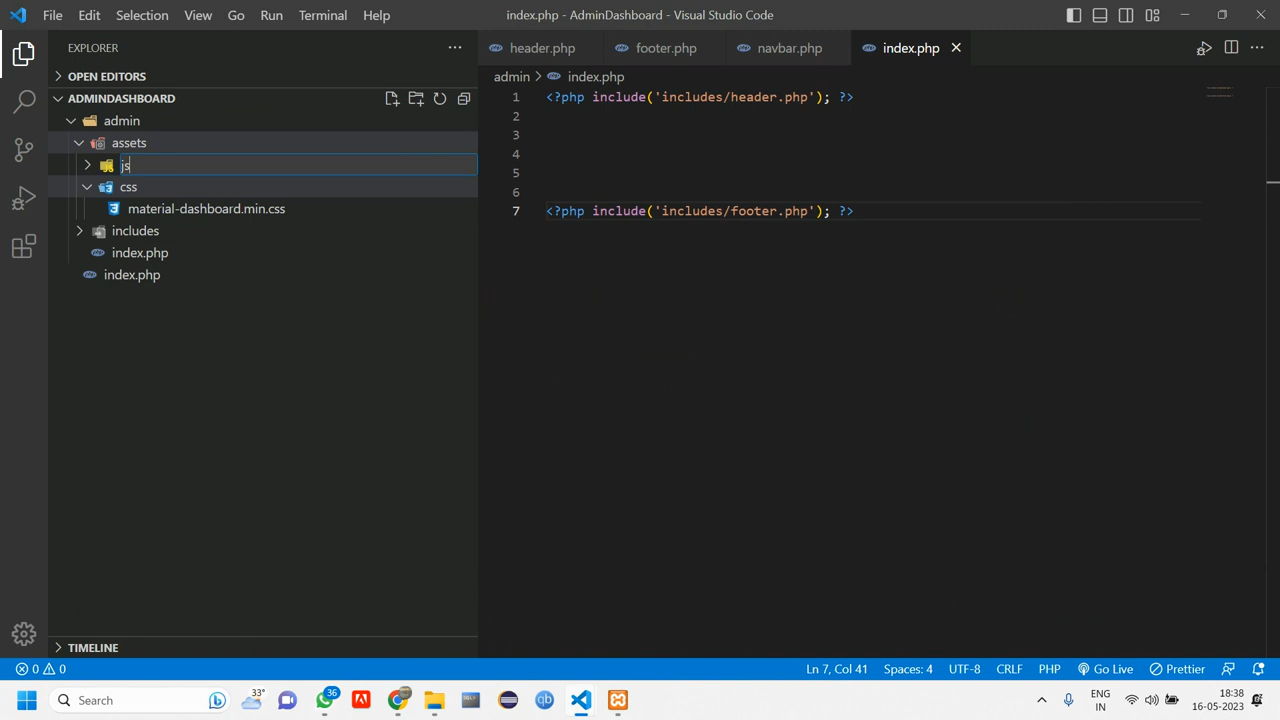 File Edit Selection View Go Run Terminal Help
index.php - AdminDashboard - Visual Studio Code
EXPLORER
OPEN EDITORS
ADMINDASHBOARD
admin
assets
js
css
material-dashboard.min.css
includes
index.php
index.php
TIMELINE
header.php footer.php navbar.php index.php
admin > index.php
1 <?php include('includes/header.php'); ?>
2
3
4
5
6
7 <?php include('includes/footer.php'); ?>
0 0
Ln 7, Col 41 Spaces: 4 UTF-8 CRLF PHP Go Live Prettier
Search
33°
36
ENG
IN
18:38
16-05-2023